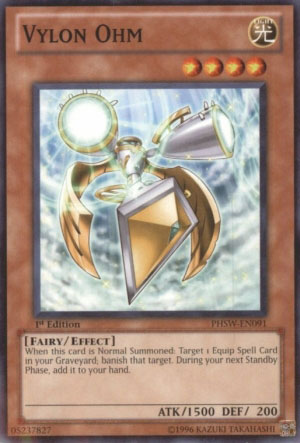 VYLON OHM
LIGHT
光
1st Edition
PHSW-EN091
[FAIRY/EFFECT]
When this card is Normal Summoned: Target 1 Equip Spell Card
in your Graveyard; banish that target. During your next Standby
Phase, add it to your hand.
ATK/1500 DEF/ 200
05237827
©1996 KAZUKI TAKAHASHI